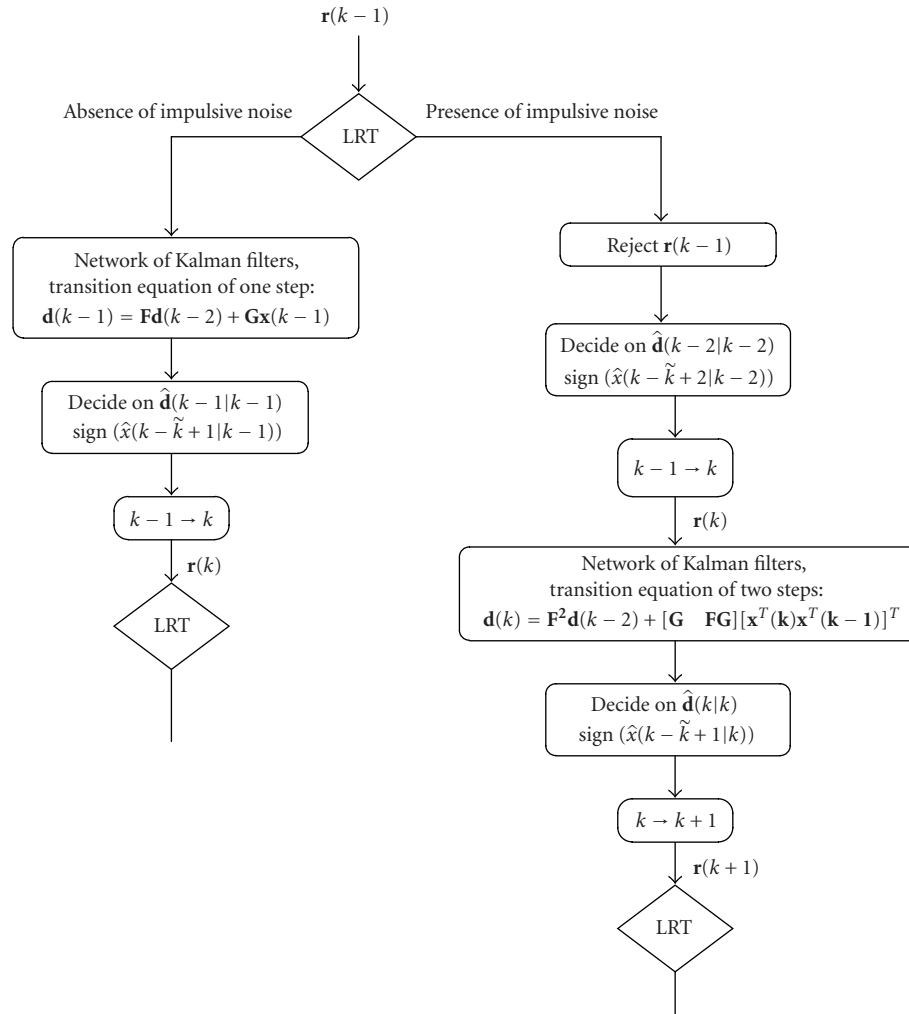 r(k − 1)
Absence of impulsive noise
Presence of impulsive noise
LRT
Network of Kalman filters,
transition equation of one step:
d(k − 1) = Fd(k − 2) + Gx(k − 1)
Decide on d̂(k − 1|k − 1)
sign (x̂(k − k̃ + 1|k − 1))
k − 1 → k
r(k)
LRT
Reject r(k − 1)
Decide on d̂(k − 2|k − 2)
sign (x̂(k − k̃ + 2|k − 2))
k − 1 → k
r(k)
Network of Kalman filters,
transition equation of two steps:
d(k) = F²d(k − 2) + [G FG][xᵀ(k)xᵀ(k − 1)]ᵀ
Decide on d̂(k|k)
sign (x̂(k − k̃ + 1|k))
k → k + 1
r(k + 1)
LRT